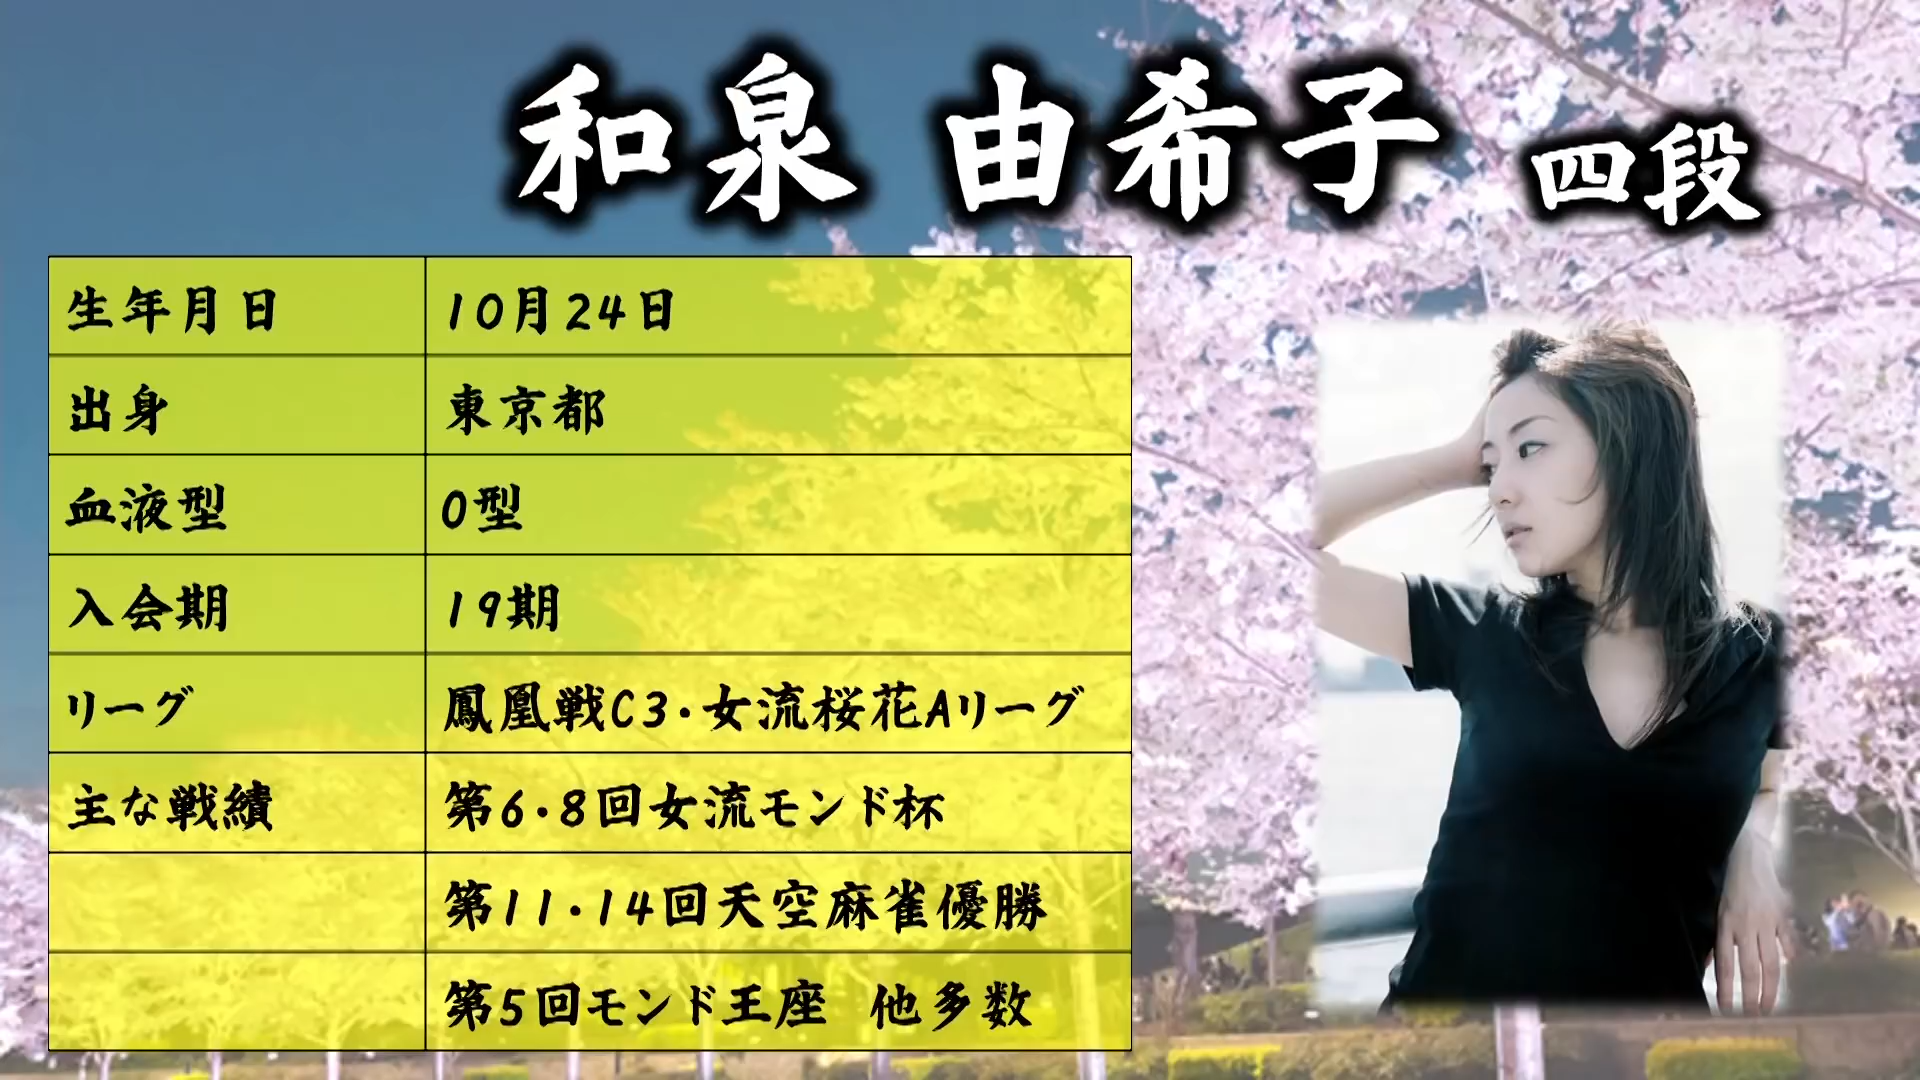 和泉 由希子 四段
生年月日 10月24日
出身 東京都
血液型 O型
入会期 19期
リーグ 鳳凰戦C3・女流桜花Aリーグ
主な戦績 第6・8回女流モンド杯
第11・14回天空麻雀優勝
第5回モンド王座 他多数